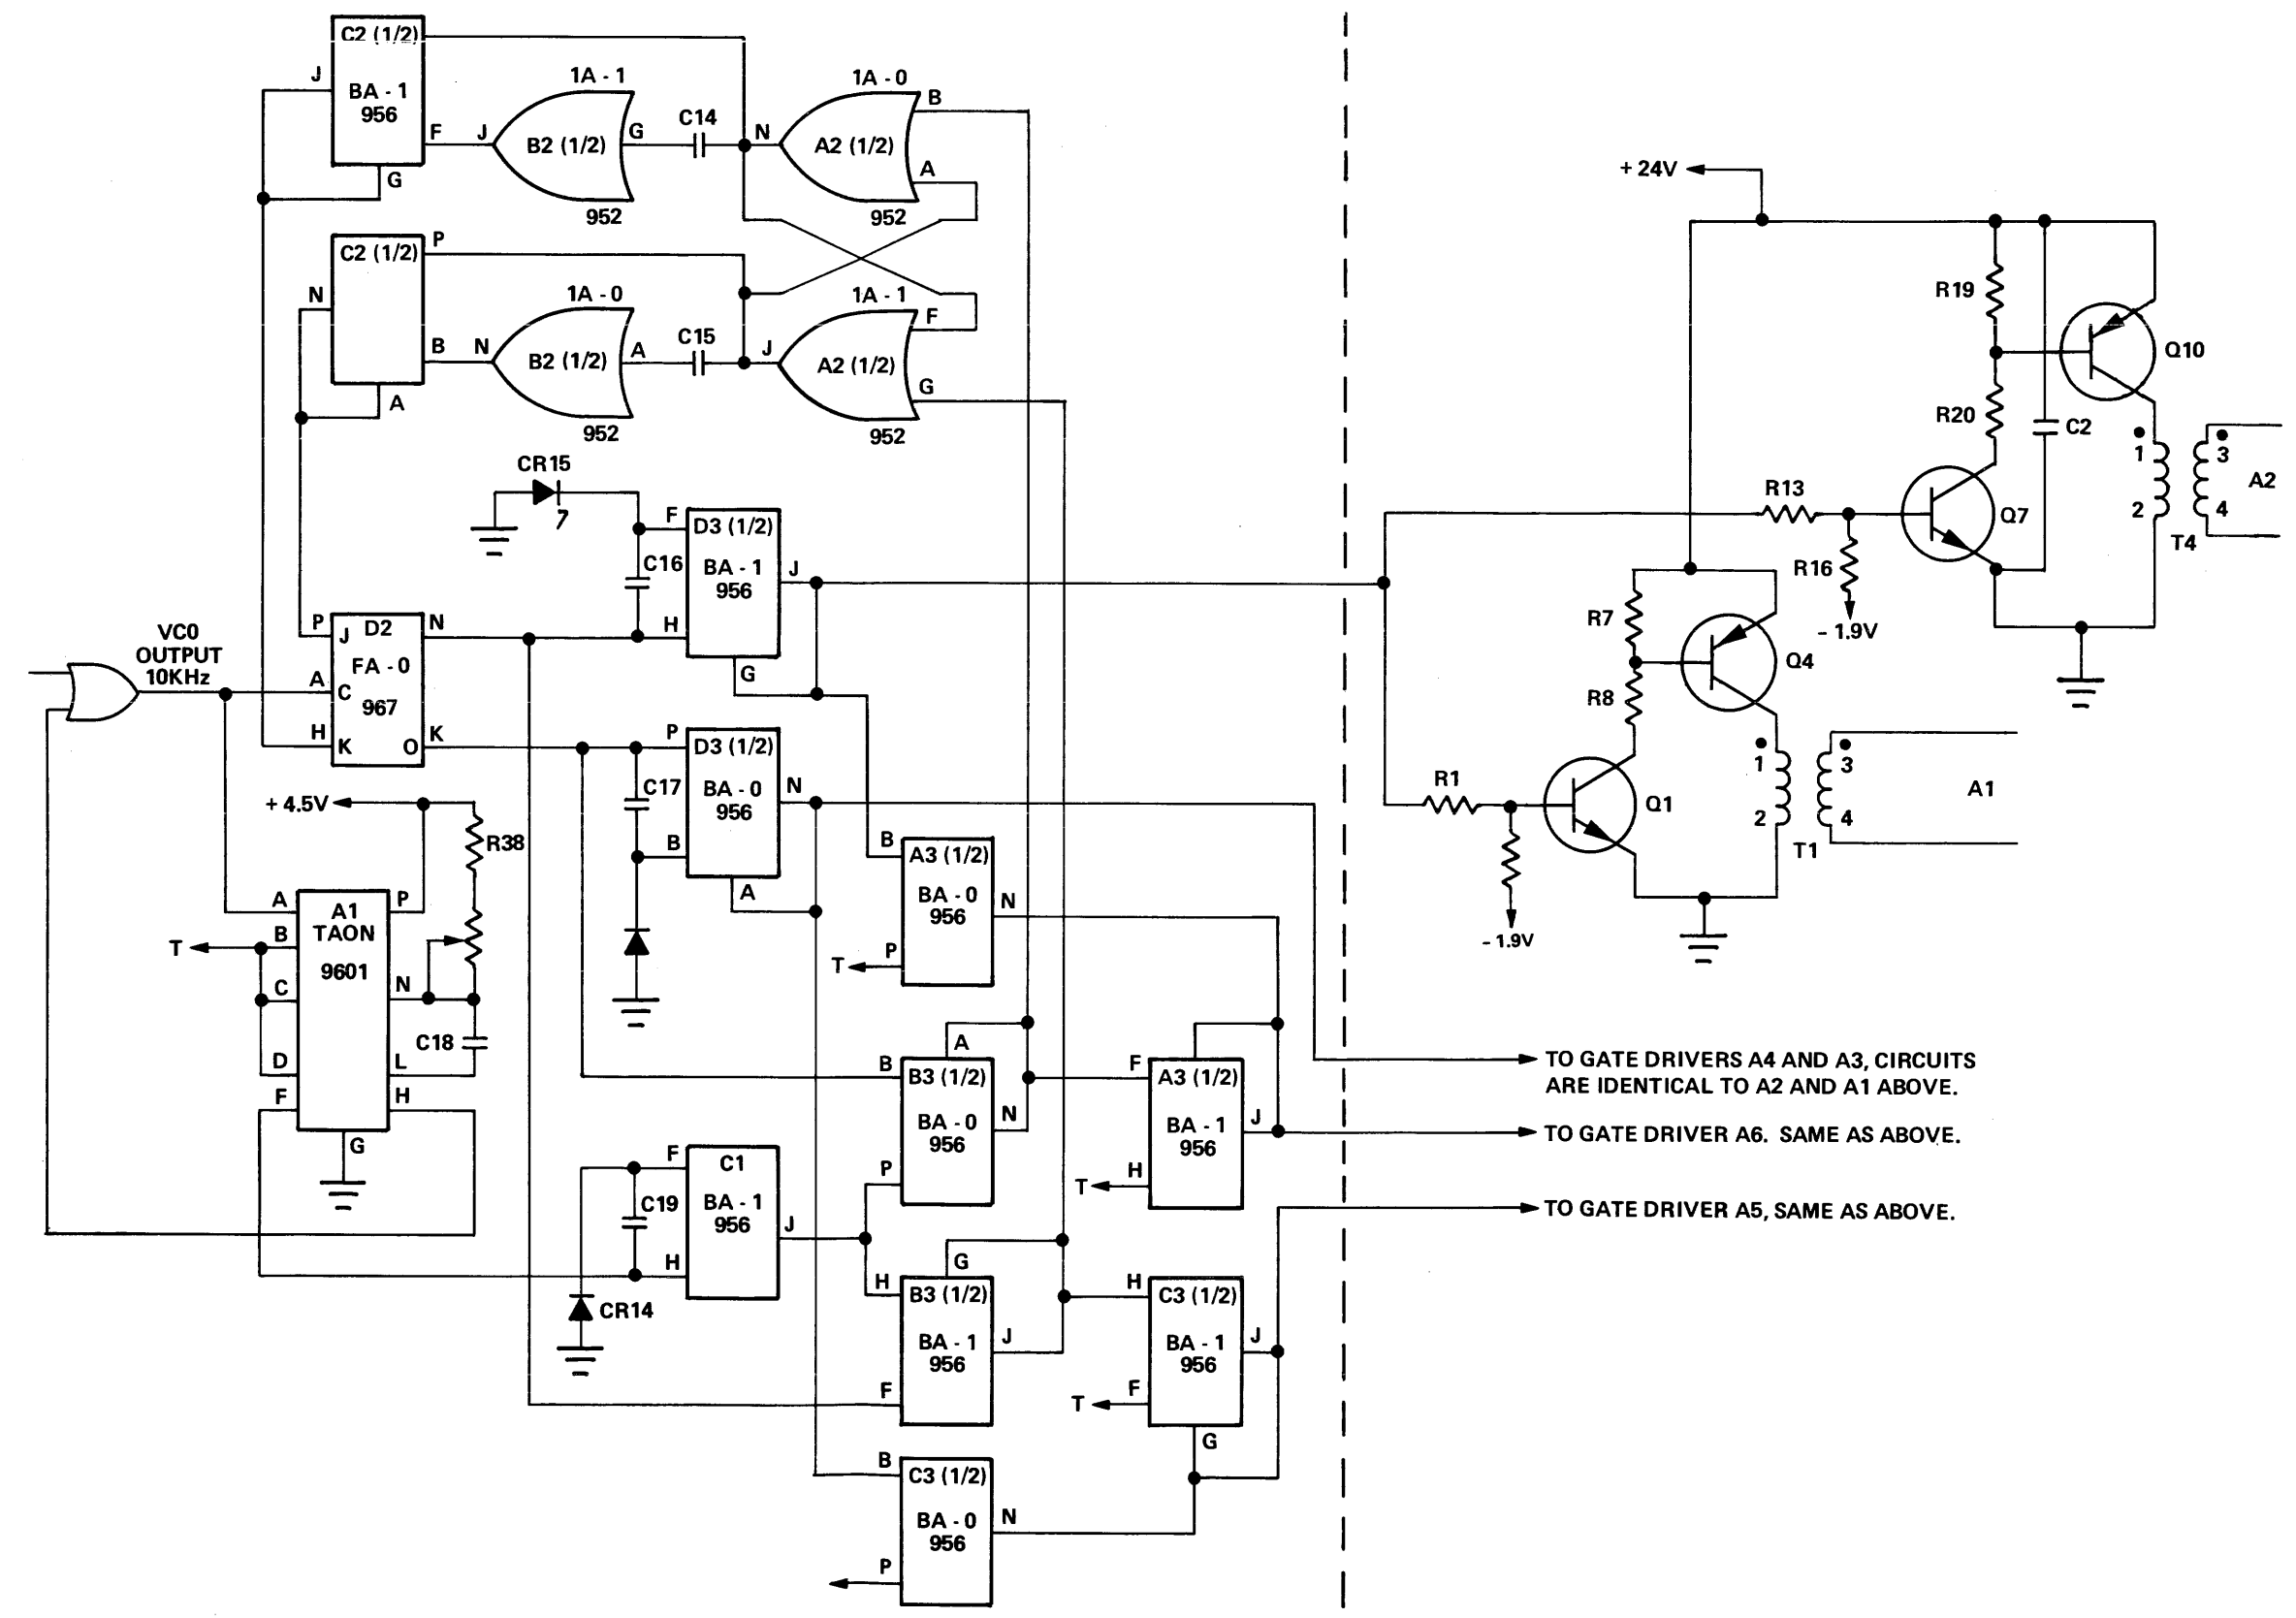 C2 (1/2)
BA - 1
956
J
F
G
J
1A - 1
B2 (1/2)
G
952
C14
N
1A - 0
A2 (1/2)
B
A
952
C2 (1/2)
P
N
B
A
N
1A - 0
B2 (1/2)
A
952
C15
J
1A - 1
A2 (1/2)
F
G
952
CR15
7
F
D3 (1/2)
BA - 1
956
J
C16
H
G
VC0
OUTPUT
10KHz
P
J
D2
N
FA - 0
A
C
967
H
K
O
K
P
D3 (1/2)
BA - 0
956
N
C17
B
A
+ 4.5V
R38
A
A1
TAON
9601
P
T
B
C
N
D
C18
L
F
H
G
B
A3 (1/2)
BA - 0
956
N
T
P
A
B
B3 (1/2)
BA - 0
956
N
P
F
A3 (1/2)
BA - 1
956
J
T
H
F
C1
BA - 1
956
C19
J
H
CR14
G
H
B3 (1/2)
BA - 1
956
J
F
H
C3 (1/2)
BA - 1
956
J
T
F
G
B
C3 (1/2)
BA - 0
956
N
P
+ 24V
R19
Q10
R20
C2
1
2
3
4
A2
T4
R13
Q7
R16
- 1.9V
R7
Q4
R8
1
2
3
4
A1
T1
R1
Q1
- 1.9V
TO GATE DRIVERS A4 AND A3, CIRCUITS
ARE IDENTICAL TO A2 AND A1 ABOVE.
TO GATE DRIVER A6. SAME AS ABOVE.
TO GATE DRIVER A5, SAME AS ABOVE.